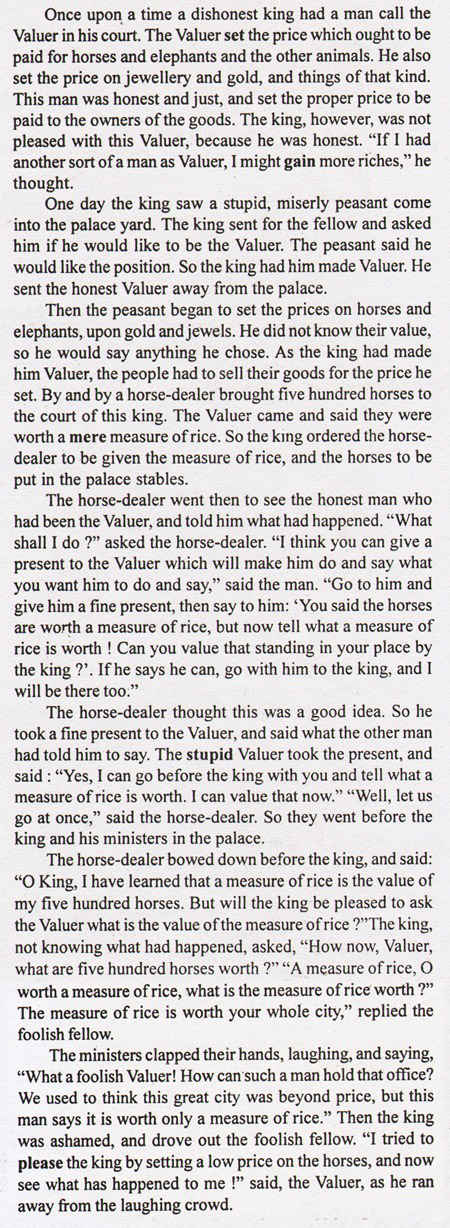 Once upon a time a dishonest king had a man call the
Valuer in his court. The Valuer set the price which ought to be
paid for horses and elephants and the other animals. He also
set the price on jewellery and gold, and things of that kind.
This man was honest and just, and set the proper price to be
paid to the owners of the goods. The king, however, was not
pleased with this Valuer, because he was honest. “If I had
another sort of a man as Valuer, I might gain more riches,” he
thought.
One day the king saw a stupid, miserly peasant come
into the palace yard. The king sent for the fellow and asked
him if he would like to be the Valuer. The peasant said he
would like the position. So the king had him made Valuer. He
sent the honest Valuer away from the palace.
Then the peasant began to set the prices on horses and
elephants, upon gold and jewels. He did not know their value,
so he would say anything he chose. As the king had made
him Valuer, the people had to sell their goods for the price he
set. By and by a horse-dealer brought five hundred horses to
the court of this king. The Valuer came and said they were
worth a mere measure of rice. So the king ordered the horse-
dealer to be given the measure of rice, and the horses to be
put in the palace stables.
The horse-dealer went then to see the honest man who
had been the Valuer, and told him what had happened. “What
shall I do ?” asked the horse-dealer. “I think you can give a
present to the Valuer which will make him do and say what
you want him to do and say,” said the man. “Go to him and
give him a fine present, then say to him: ‘You said the horses
are worth a measure of rice, but now tell what a measure of
rice is worth ! Can you value that standing in your place by
the king ?’. If he says he can, go with him to the king, and I
will be there too.”
The horse-dealer thought this was a good idea. So he
took a fine present to the Valuer, and said what the other man
had told him to say. The stupid Valuer took the present, and
said : “Yes, I can go before the king with you and tell what a
measure of rice is worth. I can value that now.” “Well, let us
go at once,” said the horse-dealer. So they went before the
king and his ministers in the palace.
The horse-dealer bowed down before the king, and said:
“O King, I have learned that a measure of rice is the value of
my five hundred horses. But will the king be pleased to ask
the Valuer what is the value of the measure of rice ?”The king,
not knowing what had happened, asked, “How now, Valuer,
what are five hundred horses worth ?” “A measure of rice, O
worth a measure of rice, what is the measure of rice worth ?”
The measure of rice is worth your whole city,” replied the
foolish fellow.
The ministers clapped their hands, laughing, and saying,
“What a foolish Valuer! How can such a man hold that office?
We used to think this great city was beyond price, but this
man says it is worth only a measure of rice.” Then the king
was ashamed, and drove out the foolish fellow. “I tried to
please the king by setting a low price on the horses, and now
see what has happened to me !” said, the Valuer, as he ran
away from the laughing crowd.